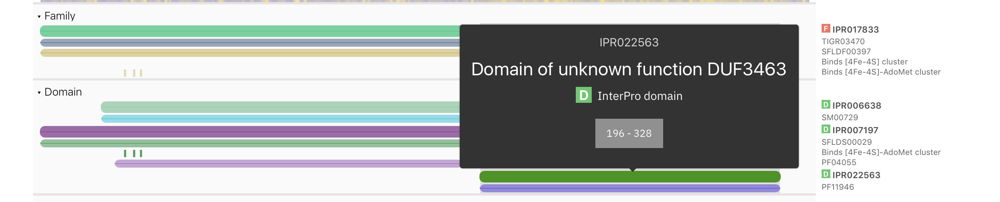 Family
F IPR017833
TIGR03470
SFLDF00397
Binds [4Fe-4S] cluster
Binds [4Fe-4S]-AdoMet cluster
IPR022563
Domain of unknown function DUF3463
D InterPro domain
196 - 328
Domain
D IPR006638
SM00729
D IPR007197
SFLDS00029
Binds [4Fe-4S]-AdoMet cluster
PF04055
D IPR022563
PF11946